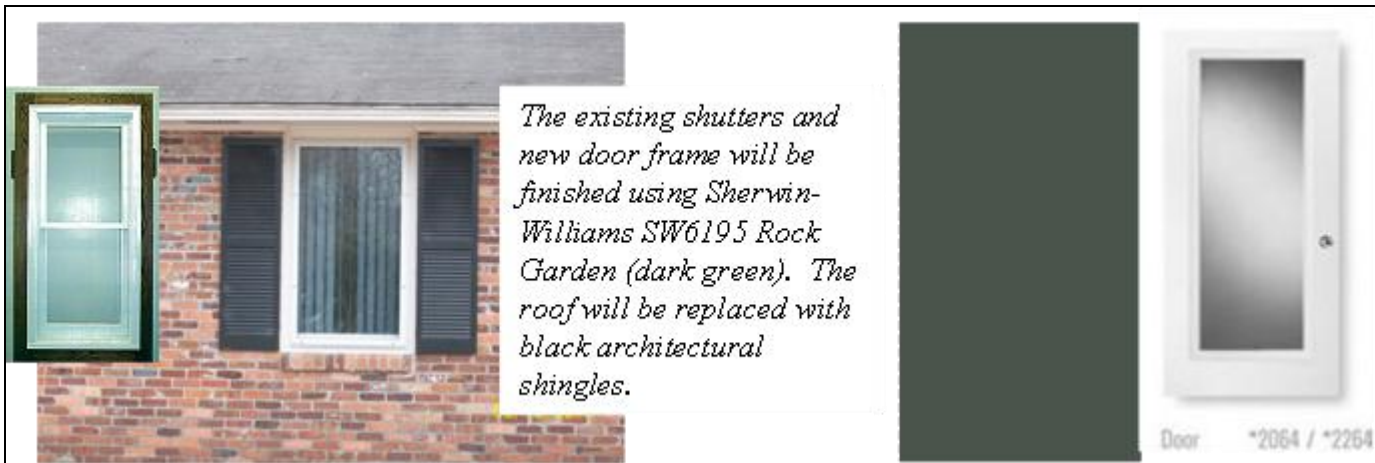 The existing shutters and
new door frame will be
finished using Sherwin-
Williams SW6195 Rock
Garden (dark green).  The
roof will be replaced with
black architectural
shingles.
Door *2064 / *2264